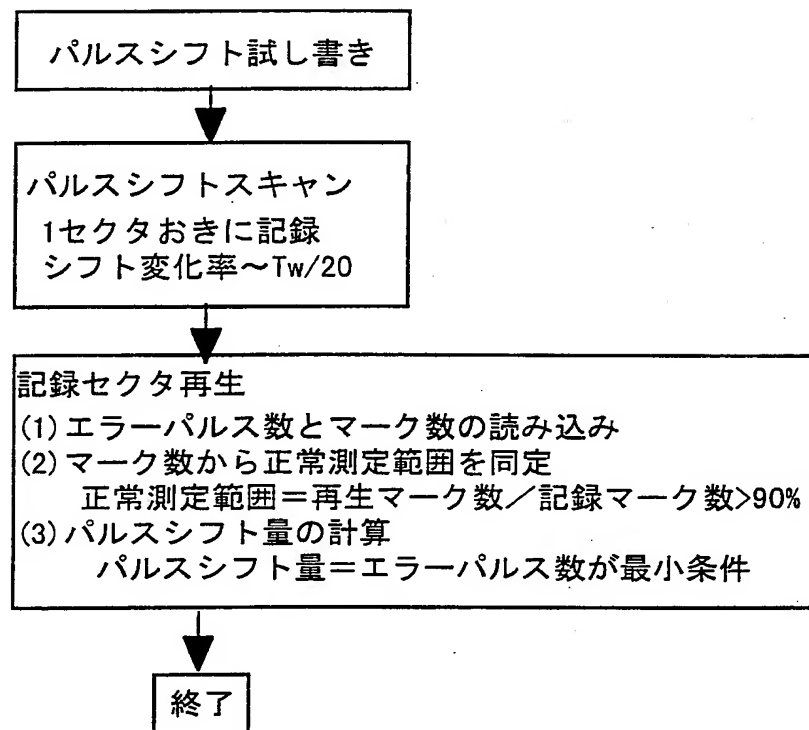 パルスシフト試し書き
パルスシフトスキャン
1セクタおきに記録
シフト変化率~Tw/20
記録セクタ再生
(1)エラーパルス数とマーク数の読み込み
(2)マーク数から正常測定範囲を同定
正常測定範囲=再生マーク数/記録マーク数>90%
(3)パルスシフト量の計算
パルスシフト量=エラーパルス数が最小条件
終了